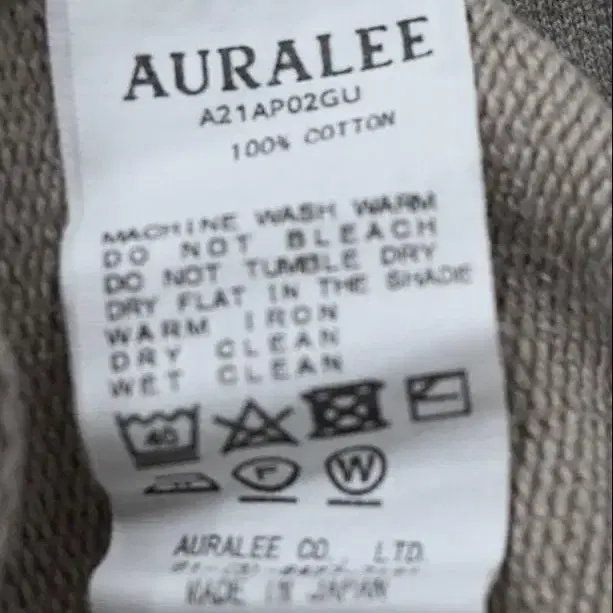 AURALEE
A21AP02GU
100% COTTON
MACHINE WASH WARM
DO NOT BLEACH
DO NOT TUMBLE DRY
DRY FLAT IN THE SHADE
WARM IRON
DRY CLEAN
WET CLEAN
40
F W
AURALEE CO., LTD.
MADE IN JAPAN